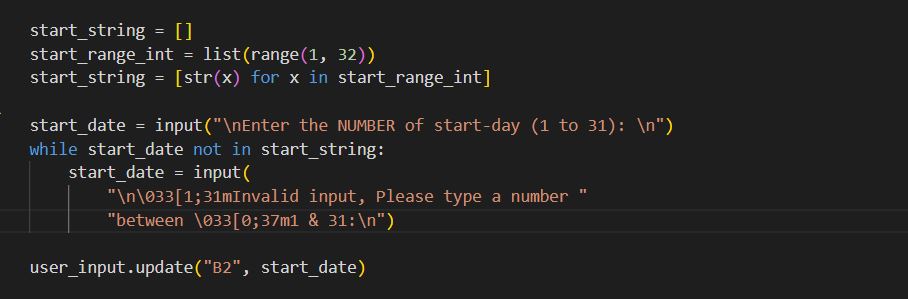 start_string = []
start_range_int = list(range(1, 32))
start_string = [str(x) for x in start_range_int]
start_date = input("\nEnter the NUMBER of start-day (1 to 31): \n")
while start_date not in start_string:
start_date = input(
"\n\033[1;31mInvalid input, Please type a number "
"between \033[0;37m1 & 31:\n")
user_input.update("B2", start_date)